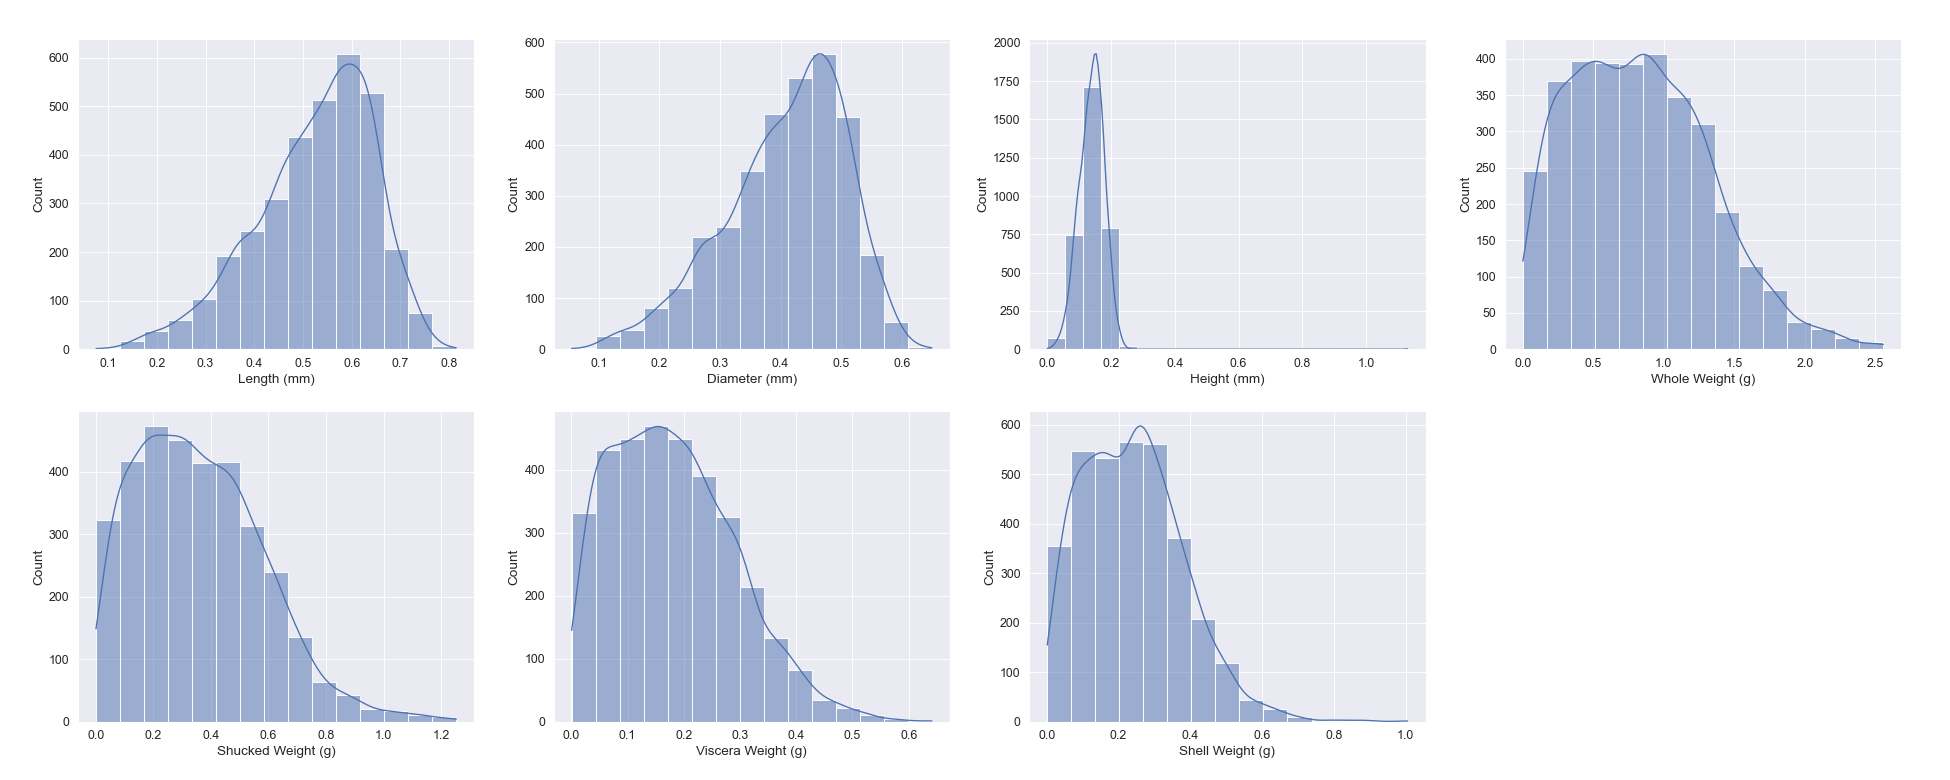 600
500
400
300
200
100
0
Count
0.1 0.2 0.3 0.4 0.5 0.6 0.7 0.8
Length (mm)
600
500
400
300
200
100
0
Count
0.1 0.2 0.3 0.4 0.5 0.6
Diameter (mm)
2000
1750
1500
1250
1000
750
500
250
0
Count
0.0 0.2 0.4 0.6 0.8 1.0
Height (mm)
400
350
300
250
200
150
100
50
0
Count
0.0 0.5 1.0 1.5 2.0 2.5
Whole Weight (g)
400
300
200
100
0
Count
0.0 0.2 0.4 0.6 0.8 1.0 1.2
Shucked Weight (g)
400
300
200
100
0
Count
0.0 0.1 0.2 0.3 0.4 0.5 0.6
Viscera Weight (g)
600
500
400
300
200
100
0
Count
0.0 0.2 0.4 0.6 0.8 1.0
Shell Weight (g)